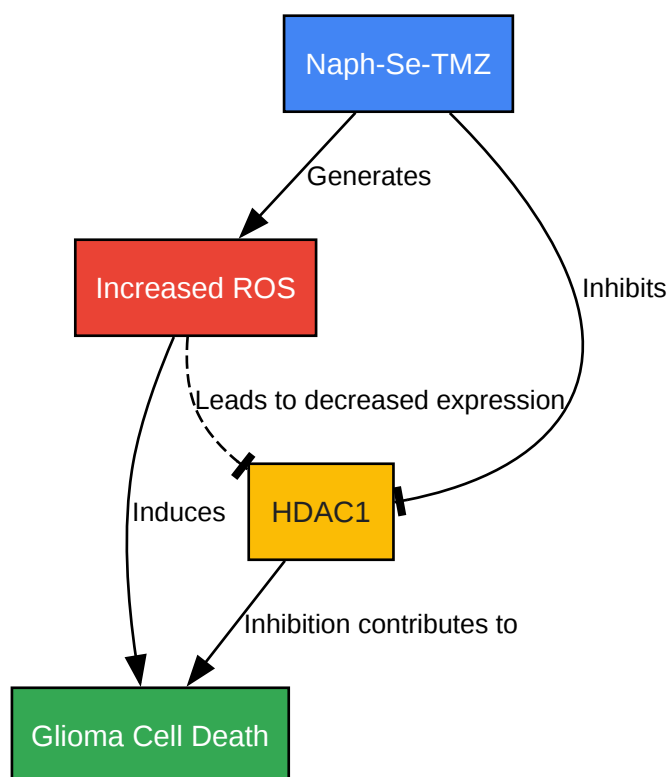 Naph-Se-TMZ
Generates
Increased ROS
Inhibits
Leads to decreased expression
Induces
HDAC1
Inhibition contributes to
Glioma Cell Death